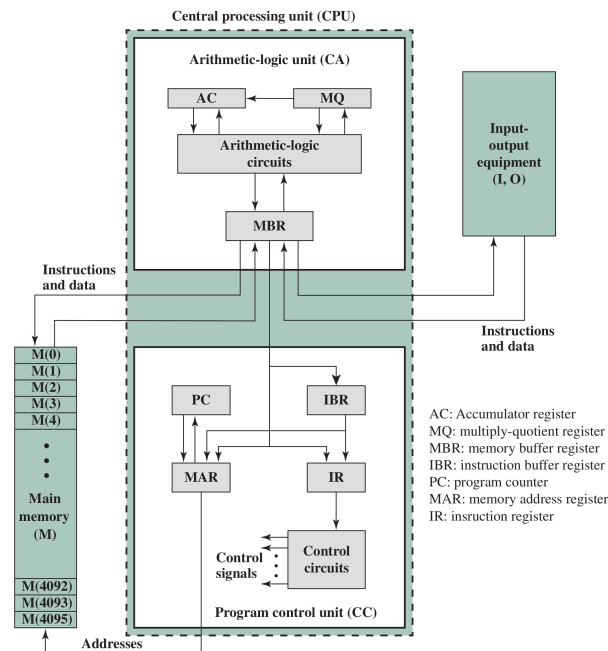 Central processing unit (CPU)
Arithmetic-logic unit (CA)
AC
MQ
Arithmetic-logic
circuits
MBR
Input-
output
equipment
(I, O)
Instructions
and data
Instructions
and data
M(0)
M(1)
M(2)
M(3)
M(4)
Main
memory
(M)
M(4092)
M(4093)
M(4095)
PC
IBR
MAR
IR
Control
signals
Control
circuits
Program control unit (CC)
Addresses
AC: Accumulator register
MQ: multiply-quotient register
MBR: memory buffer register
IBR: instruction buffer register
PC: program counter
MAR: memory address register
IR: insruction register